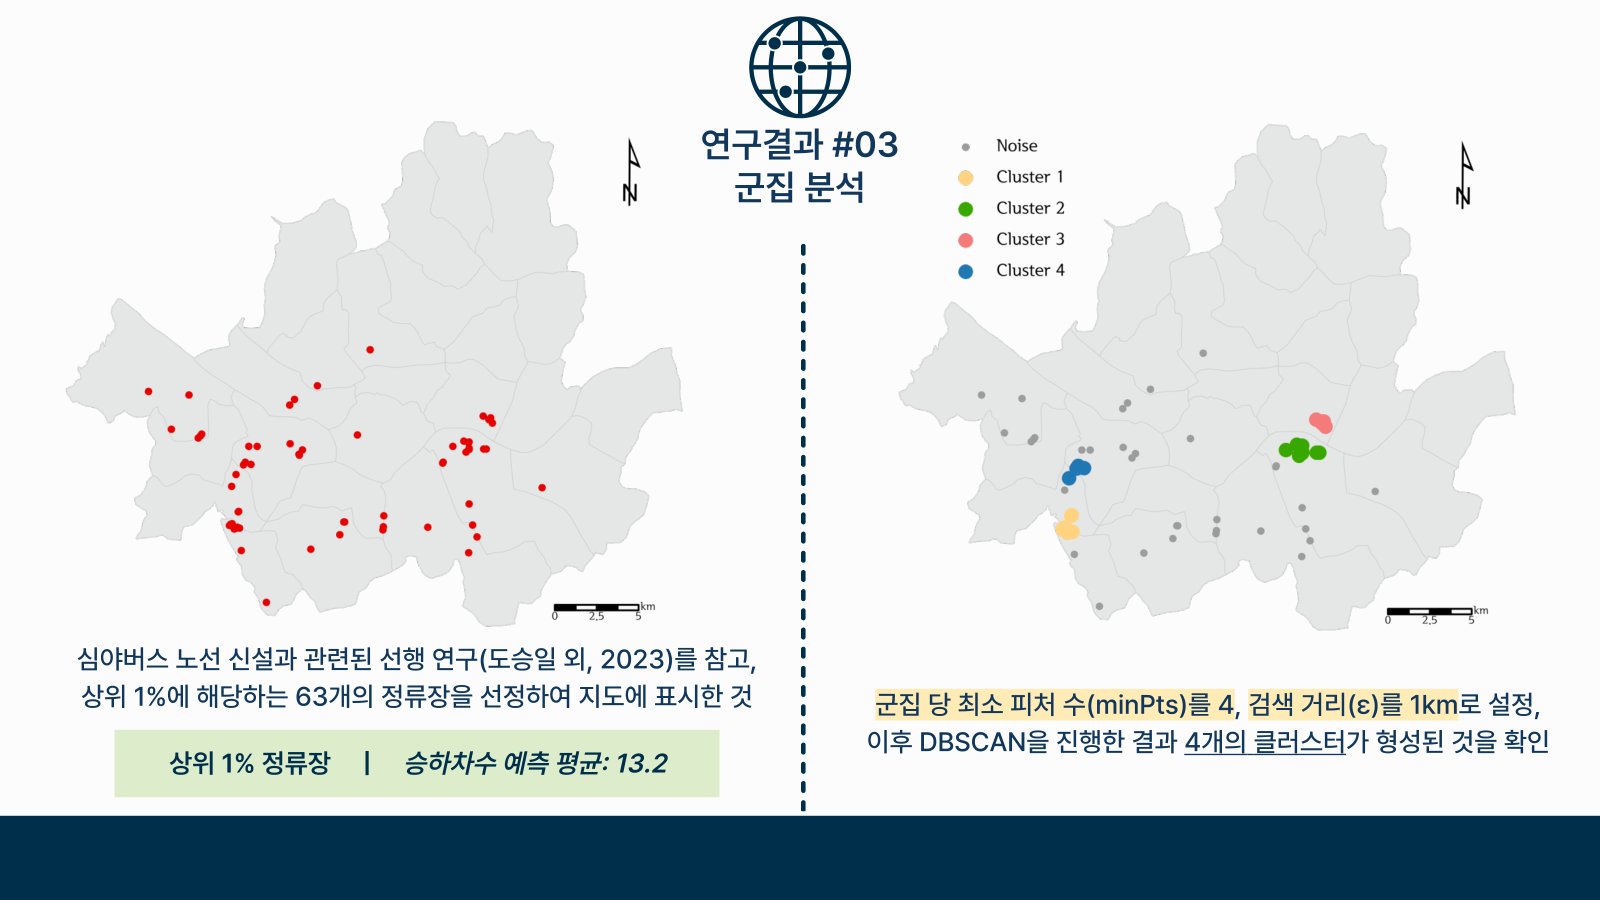 연구결과 #03
군집 분석
N
0 2,5 5 km
심야버스 노선 신설과 관련된 선행 연구(도승일 외, 2023)를 참고,
상위 1%에 해당하는 63개의 정류장을 선정하여 지도에 표시한 것
상위 1% 정류장 | 승하차수 예측 평균: 13.2
Noise
Cluster 1
Cluster 2
Cluster 3
Cluster 4
N
0 2,5 5 km
군집 당 최소 피처 수(minPts)를 4, 검색 거리(ε)를 1km로 설정,
이후 DBSCAN을 진행한 결과 4개의 클러스터가 형성된 것을 확인